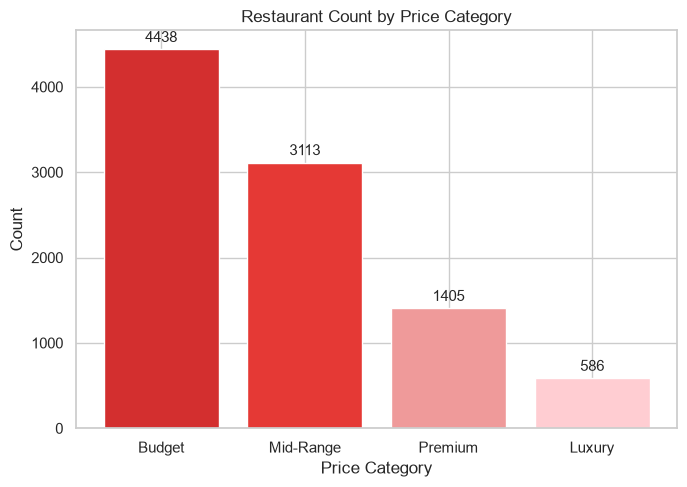 Restaurant Count by Price Category
4438
3113
1405
586
4000
3000
2000
1000
0
Count
Budget
Mid-Range
Premium
Luxury
Price Category